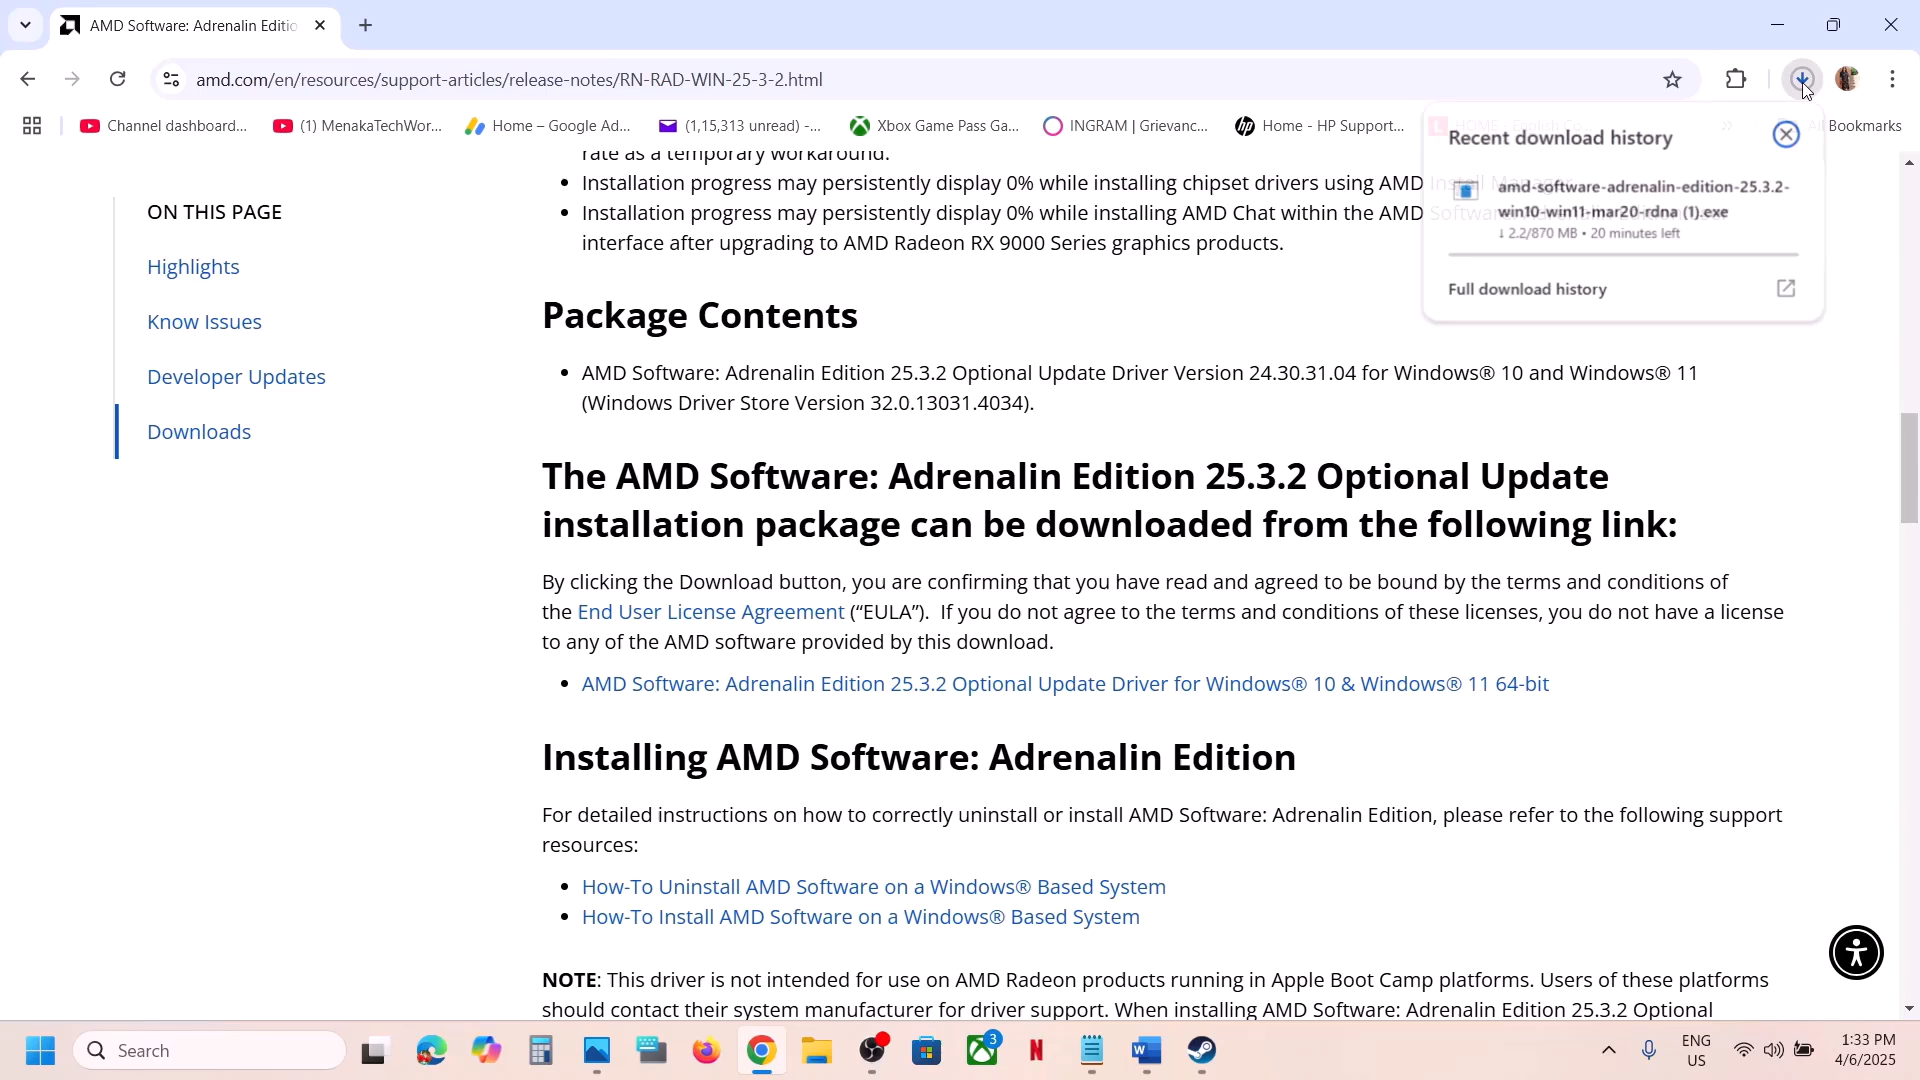 AMD Software: Adrenalin Editio
amd.com/en/resources/support-articles/release-notes/RN-RAD-WIN-25-3-2.html
Channel dashboard...
(1) MenakaTechWor...
Home – Google Ad...
(1,15,313 unread) -...
Xbox Game Pass Ga...
INGRAM | Grievanc...
Home - HP Support...
Bookmarks
Recent download history
amd-software-adrenalin-edition-25.3.2-
win10-win11-mar20-rdna (1).exe
↓ 2.2/870 MB • 20 minutes left
Full download history
ON THIS PAGE
Highlights
Know Issues
Developer Updates
Downloads
rate as a temporary workaround.
Installation progress may persistently display 0% while installing chipset drivers using AMD
Installation progress may persistently display 0% while installing AMD Chat within the AMD
interface after upgrading to AMD Radeon RX 9000 Series graphics products.
Package Contents
AMD Software: Adrenalin Edition 25.3.2 Optional Update Driver Version 24.30.31.04 for Windows® 10 and Windows® 11
(Windows Driver Store Version 32.0.13031.4034).
The AMD Software: Adrenalin Edition 25.3.2 Optional Update
installation package can be downloaded from the following link:
By clicking the Download button, you are confirming that you have read and agreed to be bound by the terms and conditions of
the End User License Agreement (“EULA”). If you do not agree to the terms and conditions of these licenses, you do not have a license
to any of the AMD software provided by this download.
AMD Software: Adrenalin Edition 25.3.2 Optional Update Driver for Windows® 10 & Windows® 11 64-bit
Installing AMD Software: Adrenalin Edition
For detailed instructions on how to correctly uninstall or install AMD Software: Adrenalin Edition, please refer to the following support
resources:
How-To Uninstall AMD Software on a Windows® Based System
How-To Install AMD Software on a Windows® Based System
NOTE: This driver is not intended for use on AMD Radeon products running in Apple Boot Camp platforms. Users of these platforms
should contact their system manufacturer for driver support. When installing AMD Software: Adrenalin Edition 25.3.2 Optional
Search
3
ENG
US
1:33 PM
4/6/2025